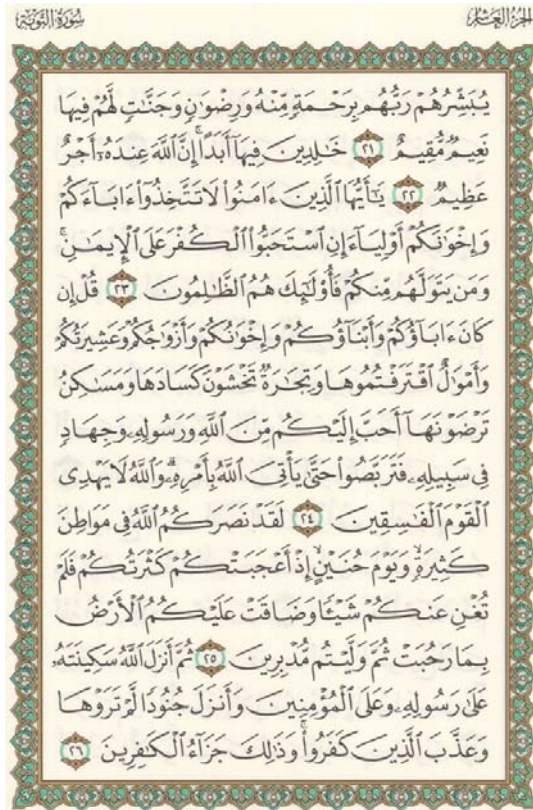 الجزء العاشر
سورة التوبة
يُبَشِّرُهُمْ رَبُّهُم بِرَحْمَةٍ مِّنْهُ وَرِضْوَٰنٍ وَجَنَّٰتٍ لَّهُمْ فِيهَا
نَعِيمٌ مُّقِيمٌ ٢١ خَٰلِدِينَ فِيهَآ أَبَدًا ۚ إِنَّ ٱللَّهَ عِندَهُۥٓ أَجْرٌ
عَظِيمٌ ٢٢ يَٰٓأَيُّهَا ٱلَّذِينَ ءَامَنُوا۟ لَا تَتَّخِذُوٓا۟ ءَابَآءَكُمْ
وَإِخْوَٰنَكُمْ أَوْلِيَآءَ إِنِ ٱسْتَحَبُّوا۟ ٱلْكُفْرَ عَلَى ٱلْإِيمَٰنِ ۚ
وَمَن يَتَوَلَّهُم مِّنكُمْ فَأُو۟لَٰٓئِكَ هُمُ ٱلظَّٰلِمُونَ ٢٣ قُلْ إِن
كَانَ ءَابَآؤُكُمْ وَأَبْنَآؤُكُمْ وَإِخْوَٰنُكُمْ وَأَزْوَٰجُكُمْ وَعَشِيرَتُكُمْ
وَأَمْوَٰلٌ ٱقْتَرَفْتُمُوهَا وَتِجَٰرَةٌ تَخْشَوْنَ كَسَادَهَا وَمَسَٰكِنُ
تَرْضَوْنَهَآ أَحَبَّ إِلَيْكُم مِّنَ ٱللَّهِ وَرَسُولِهِۦ وَجِهَادٍ
فِى سَبِيلِهِۦ فَتَرَبَّصُوا۟ حَتَّىٰ يَأْتِىَ ٱللَّهُ بِأَمْرِهِۦ ۗ وَٱللَّهُ لَا يَهْدِى
ٱلْقَوْمَ ٱلْفَٰسِقِينَ ٢٤ لَقَدْ نَصَرَكُمُ ٱللَّهُ فِى مَوَاطِنَ
كَثِيرَةٍ ۙ وَيَوْمَ حُنَيْنٍ ۙ إِذْ أَعْجَبَتْكُمْ كَثْرَتُكُمْ فَلَمْ
تُغْنِ عَنكُمْ شَيْـًٔا وَضَاقَتْ عَلَيْكُمُ ٱلْأَرْضُ
بِمَا رَحُبَتْ ثُمَّ وَلَّيْتُم مُّدْبِرِينَ ٢٥ ثُمَّ أَنزَلَ ٱللَّهُ سَكِينَتَهُۥ
عَلَىٰ رَسُولِهِۦ وَعَلَى ٱلْمُؤْمِنِينَ وَأَنزَلَ جُنُودًا لَّمْ تَرَوْهَا
وَعَذَّبَ ٱلَّذِينَ كَفَرُوا۟ ۚ وَذَٰلِكَ جَزَآءُ ٱلْكَٰفِرِينَ ٢٦